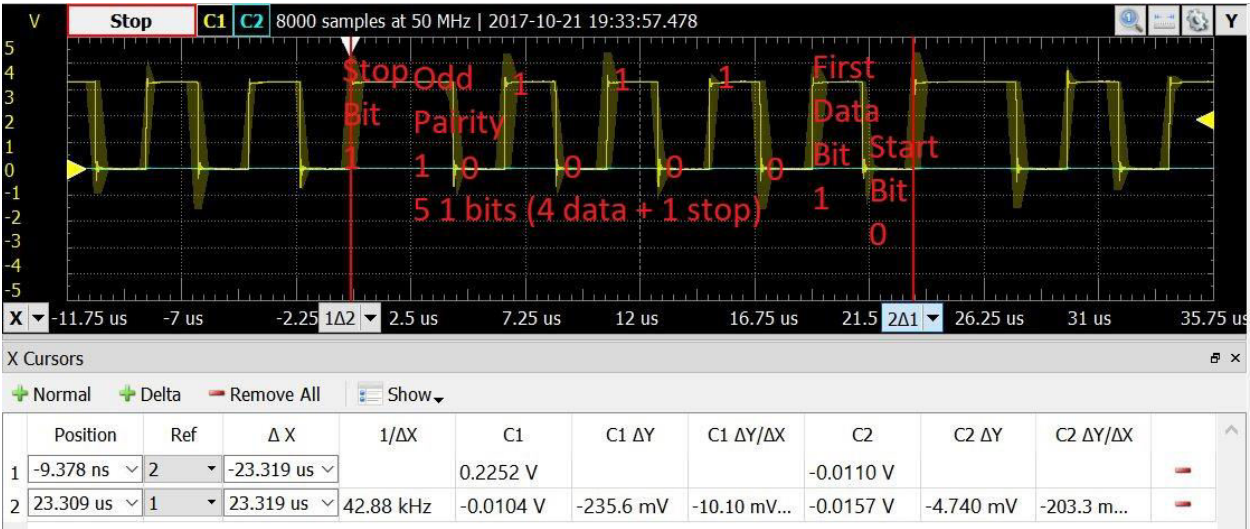 V Stop C1 C2 8000 samples at 50 MHz | 2017-10-21 19:33:57.478 Y
5
4
3
2
1
0
-1
-2
-3
-4
-5
Stop Odd 1 1 1 First
Bit Pairity Data
1 1 0 0 0 0 Bit Start
5 1 bits (4 data + 1 stop) 1 Bit
0
X -11.75 us -7 us -2.25 1Δ2 2.5 us 7.25 us 12 us 16.75 us 21.5 2Δ1 26.25 us 31 us 35.75 us
X Cursors
Normal Delta Remove All Show
Position Ref Δ X 1/ΔX C1 C1 ΔY C1 ΔY/ΔX C2 C2 ΔY C2 ΔY/ΔX
1 -9.378 ns 2 -23.319 us 0.2252 V -0.0110 V
2 23.309 us 1 23.319 us 42.88 kHz -0.0104 V -235.6 mV -10.10 mV... -0.0157 V -4.740 mV -203.3 m...